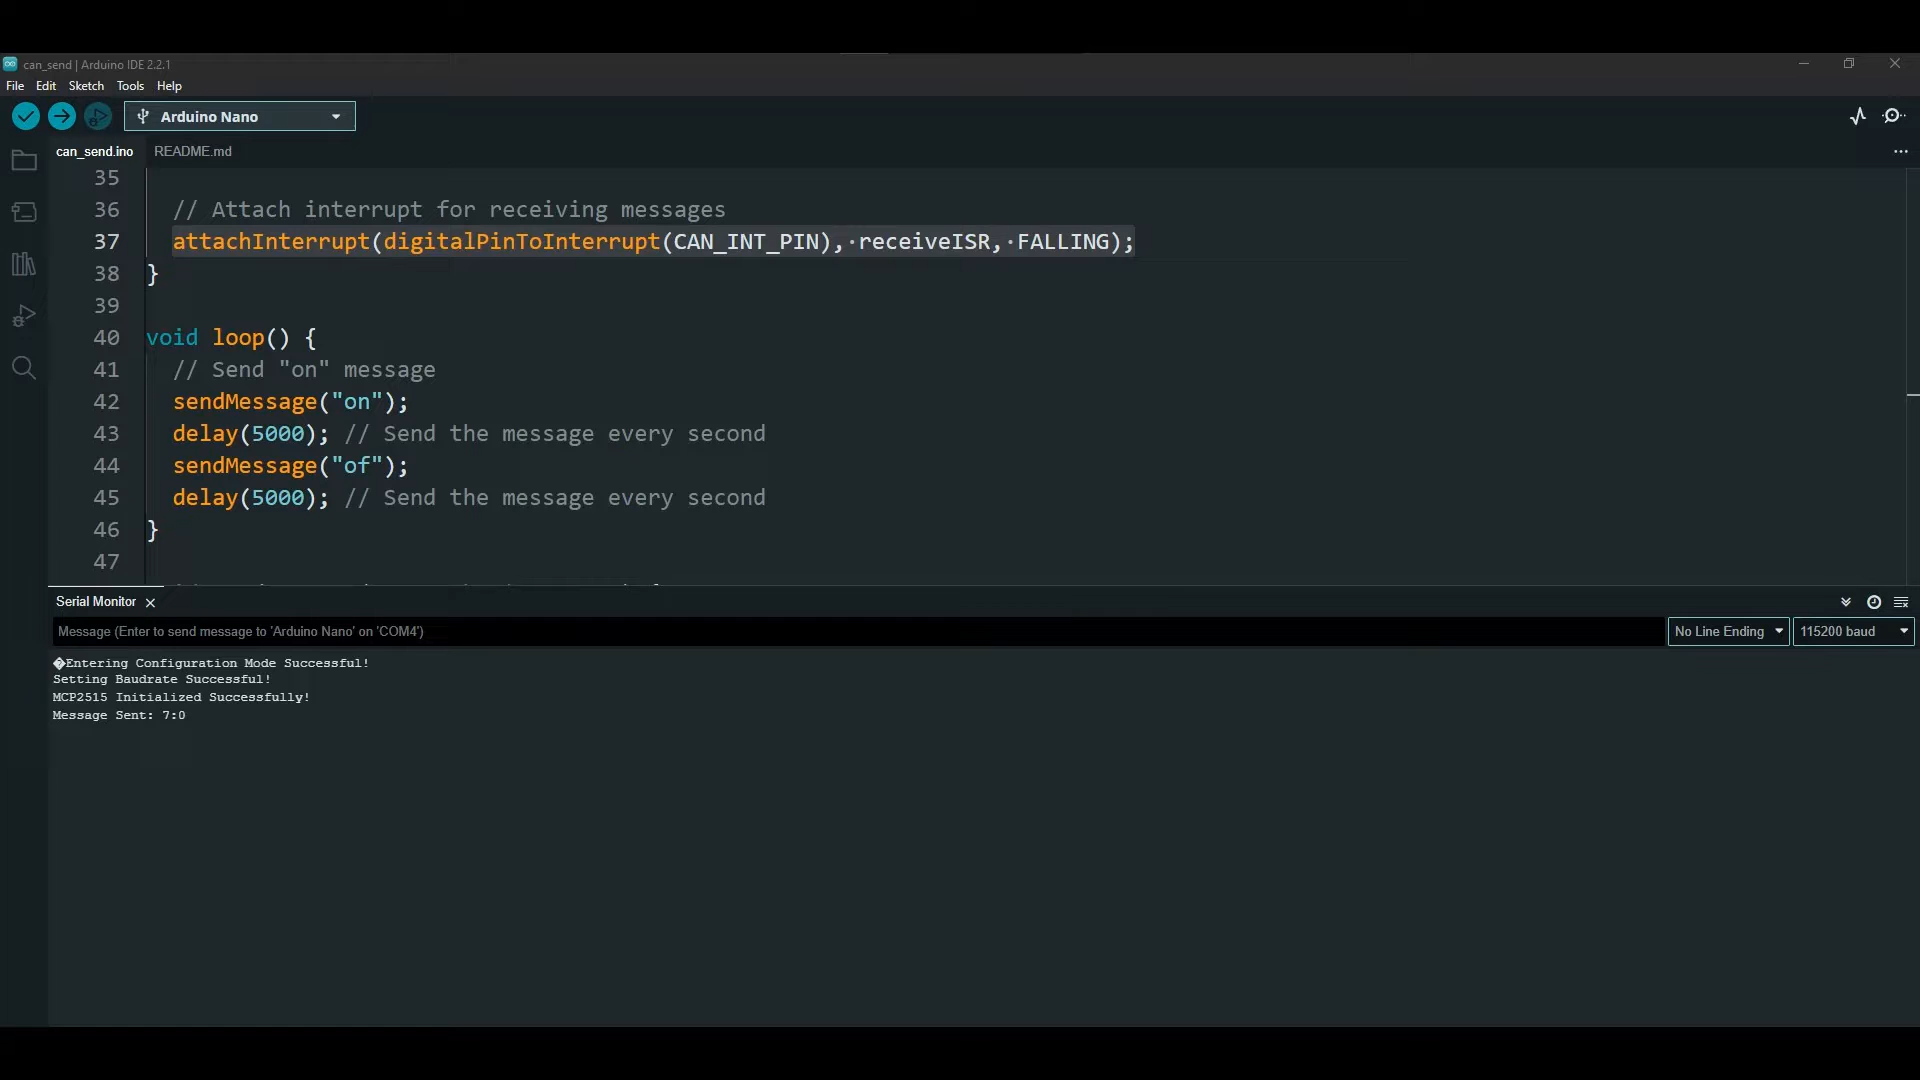 can_send | Arduino IDE 2.2.1
File Edit Sketch Tools Help
Arduino Nano
can_send.ino README.md
35
36 // Attach interrupt for receiving messages
37 attachInterrupt(digitalPinToInterrupt(CAN_INT_PIN),·receiveISR,·FALLING);
38 }
39
40 void loop() {
41 // Send "on" message
42 sendMessage("on");
43 delay(5000); // Send the message every second
44 sendMessage("of");
45 delay(5000); // Send the message every second
46 }
47
Serial Monitor
Message (Enter to send message to 'Arduino Nano' on 'COM4') No Line Ending 115200 baud
�Entering Configuration Mode Successful!
Setting Baudrate Successful!
MCP2515 Initialized Successfully!
Message Sent: 7:0